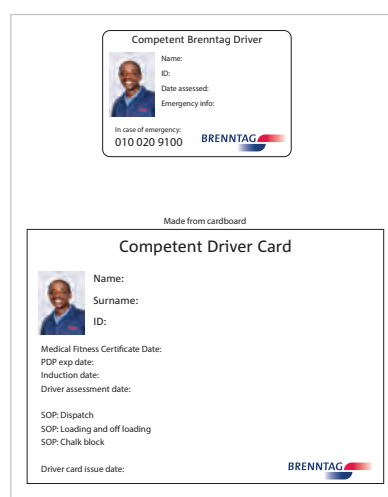 Competent Brenntag Driver
Name:
ID:
Date assessed:
Emergency info:
In case of emergency:
010 020 9100
BRENNTAG
Made from cardboard
Competent Driver Card
Name:
Surname:
ID:
Medical Fitness Certificate Date:
PDP exp date:
Induction date:
Driver assessment date:
SOP: Dispatch
SOP: Loading and off loading
SOP: Chalk block
Driver card issue date:
BRENNTAG